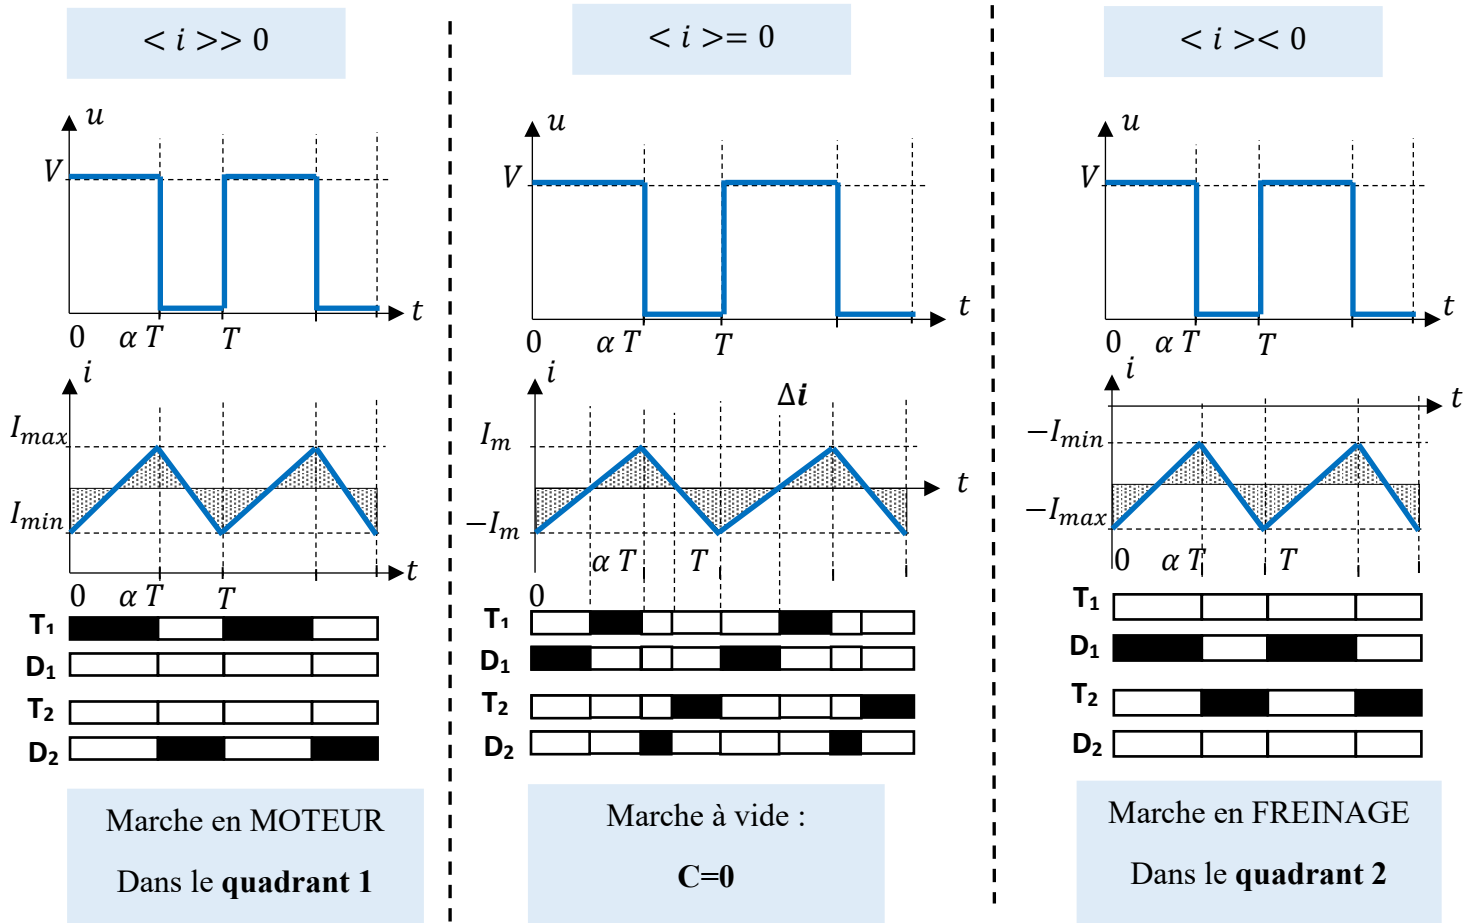 < i >> 0
u
V
t
0
α T
T
i
I_max
I_min
t
0
α T
T
T₁
D₁
T₂
D₂
Marche en MOTEUR
Dans le quadrant 1
< i >= 0
u
V
t
0
α T
T
i
Δi
I_m
t
−I_m
α T
T
0
T₁
D₁
T₂
D₂
Marche à vide :
C=0
< i >< 0
u
V
t
0
α T
T
i
t
−I_min
−I_max
0
α T
T
T₁
D₁
T₂
D₂
Marche en FREINAGE
Dans le quadrant 2